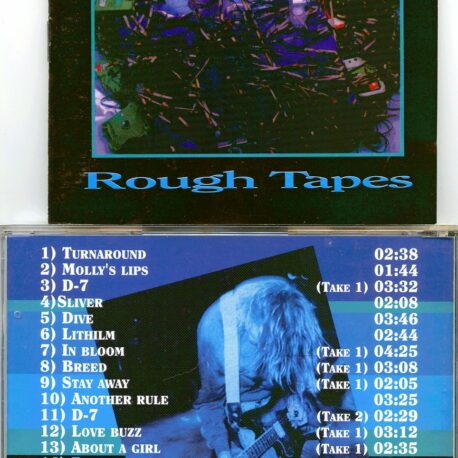 Rough Tapes
1) Turnaround 02:38
2) Molly's lips 01:44
3) D-7 (Take 1) 03:32
4)Sliver 02:08
5) Dive 03:46
6) Lithilm 02:44
7) In bloom (Take 1) 04:25
8) Breed (Take 1) 03:08
9) Stay away (Take 1) 02:05
10) Another rule 03:25
11) D-7 (Take 2) 02:29
12) Love buzz (Take 1) 03:12
13) About a girl (Take 1) 02:35